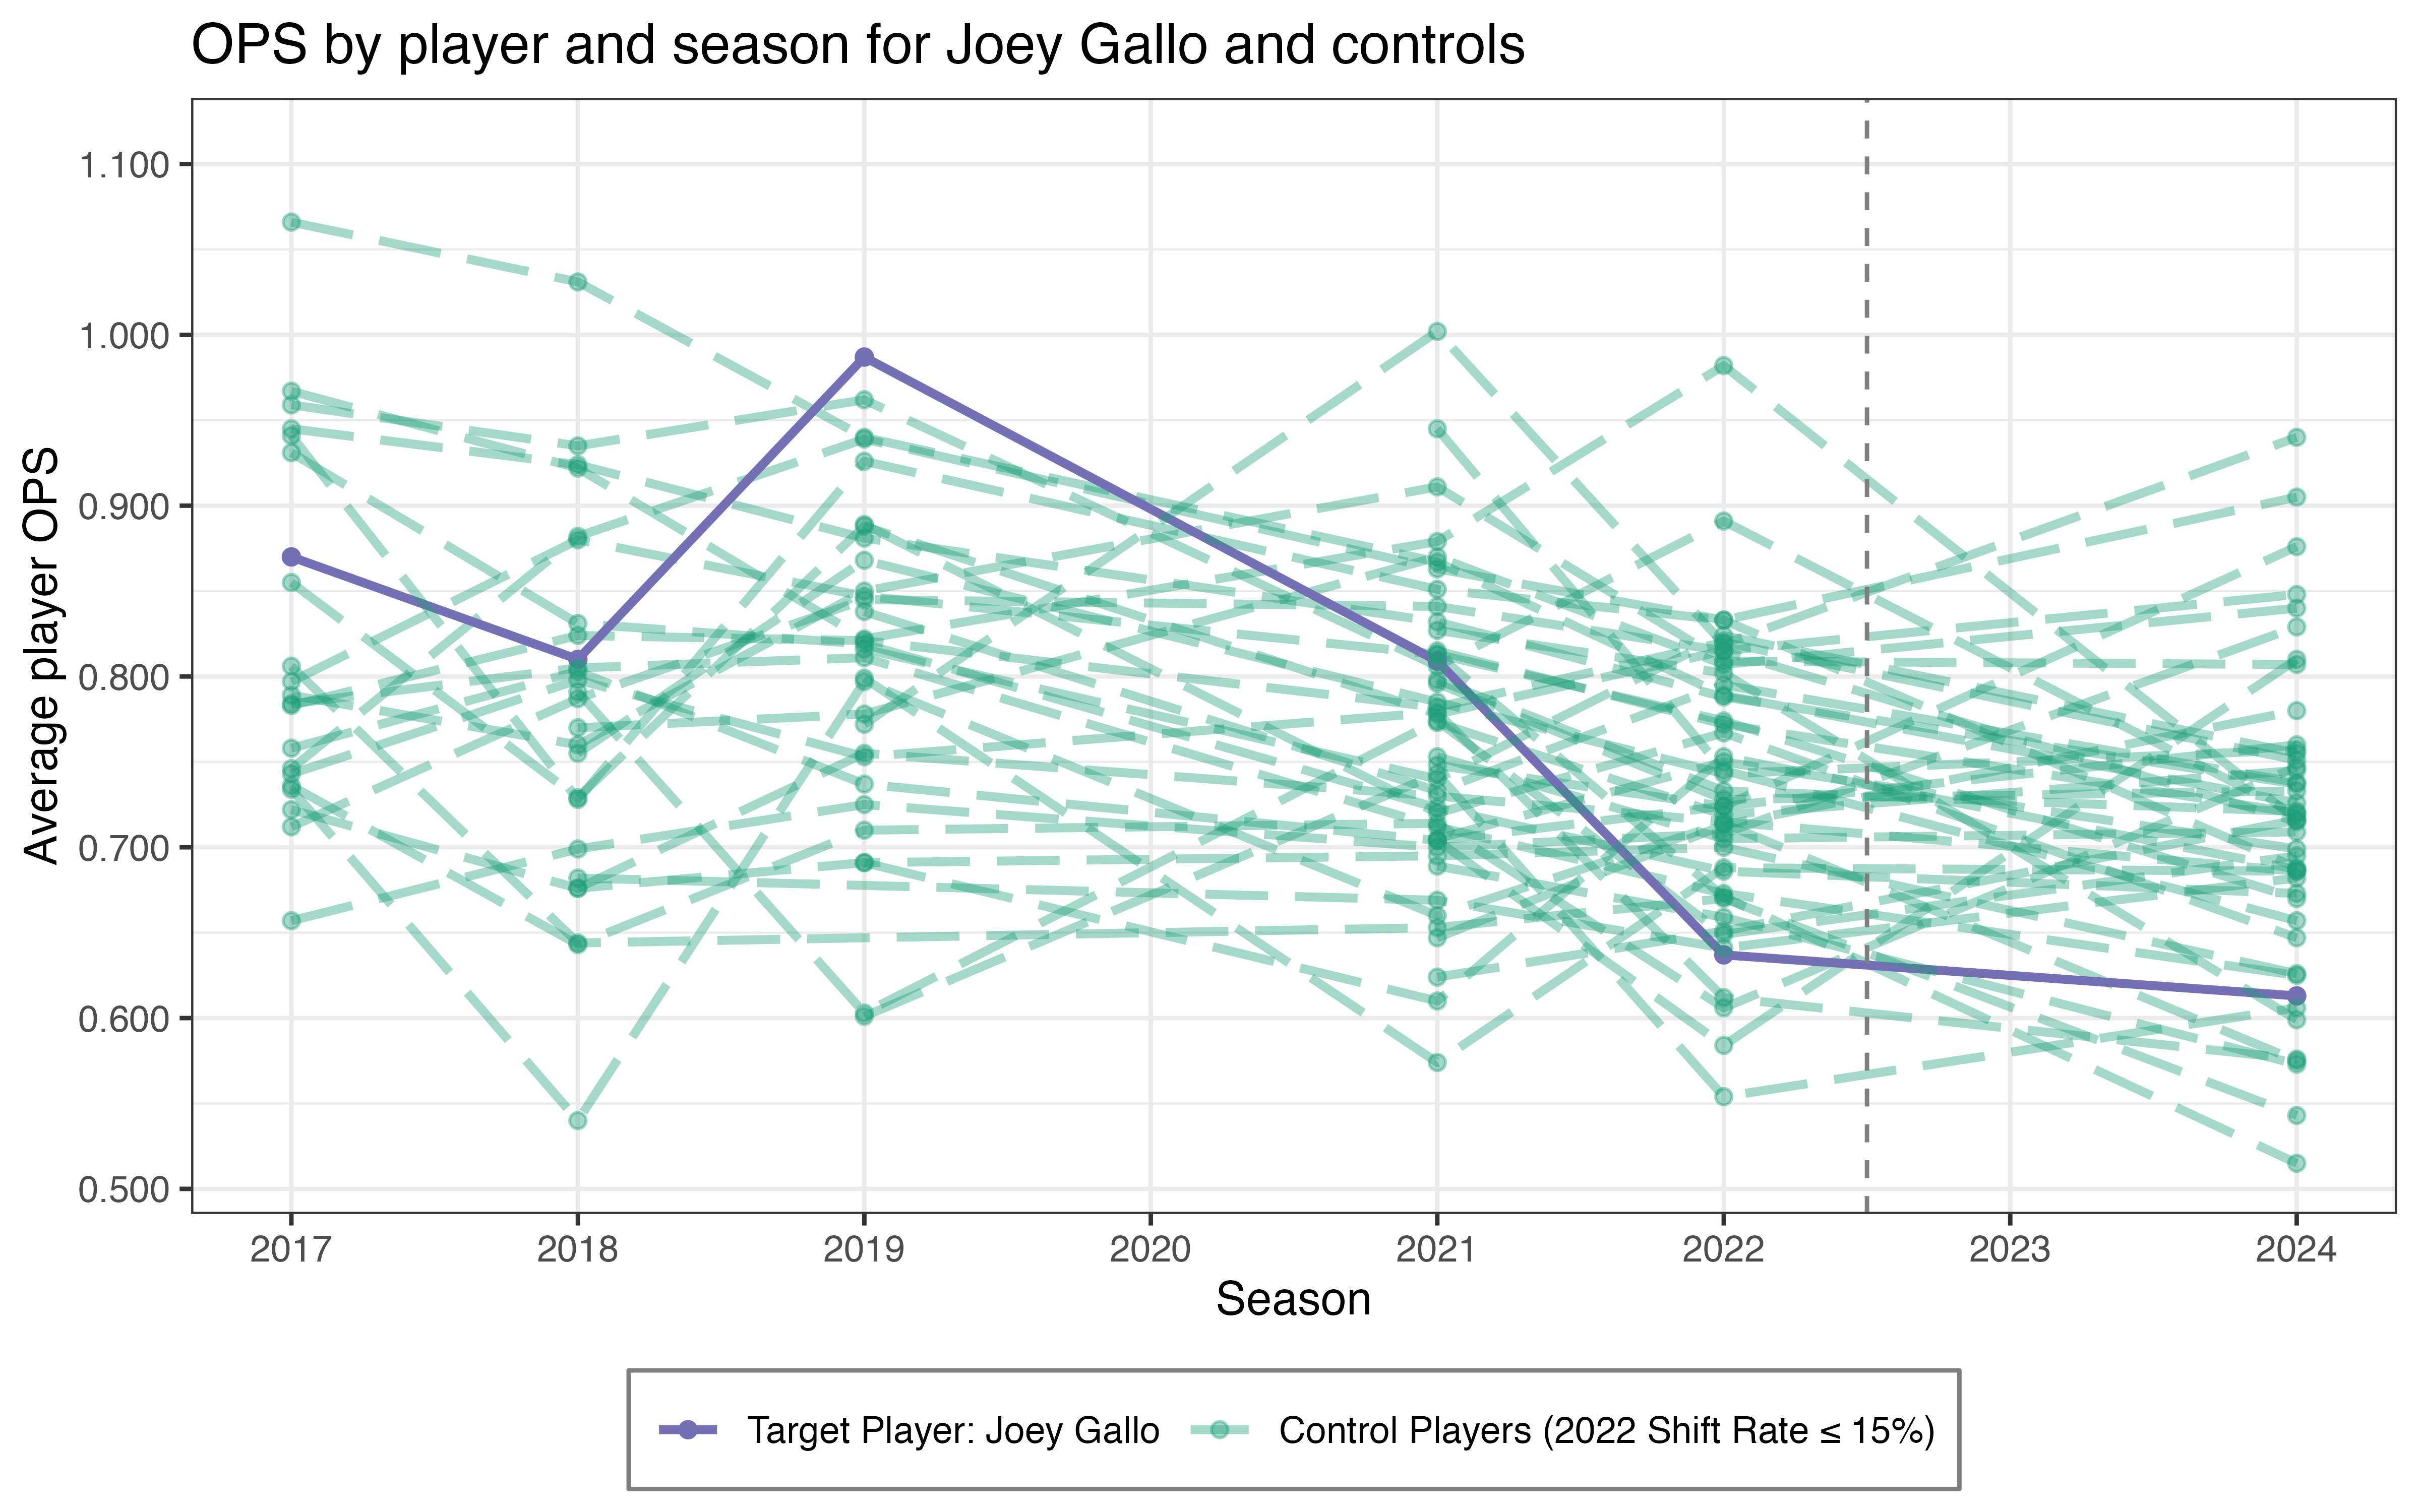 OPS by player and season for Joey Gallo and controls
Average player OPS
1.100
1.000
0.900
0.800
0.700
0.600
0.500
2017 2018 2019 2020 2021 2022 2023 2024
Season
Target Player: Joey Gallo Control Players (2022 Shift Rate ≤ 15%)